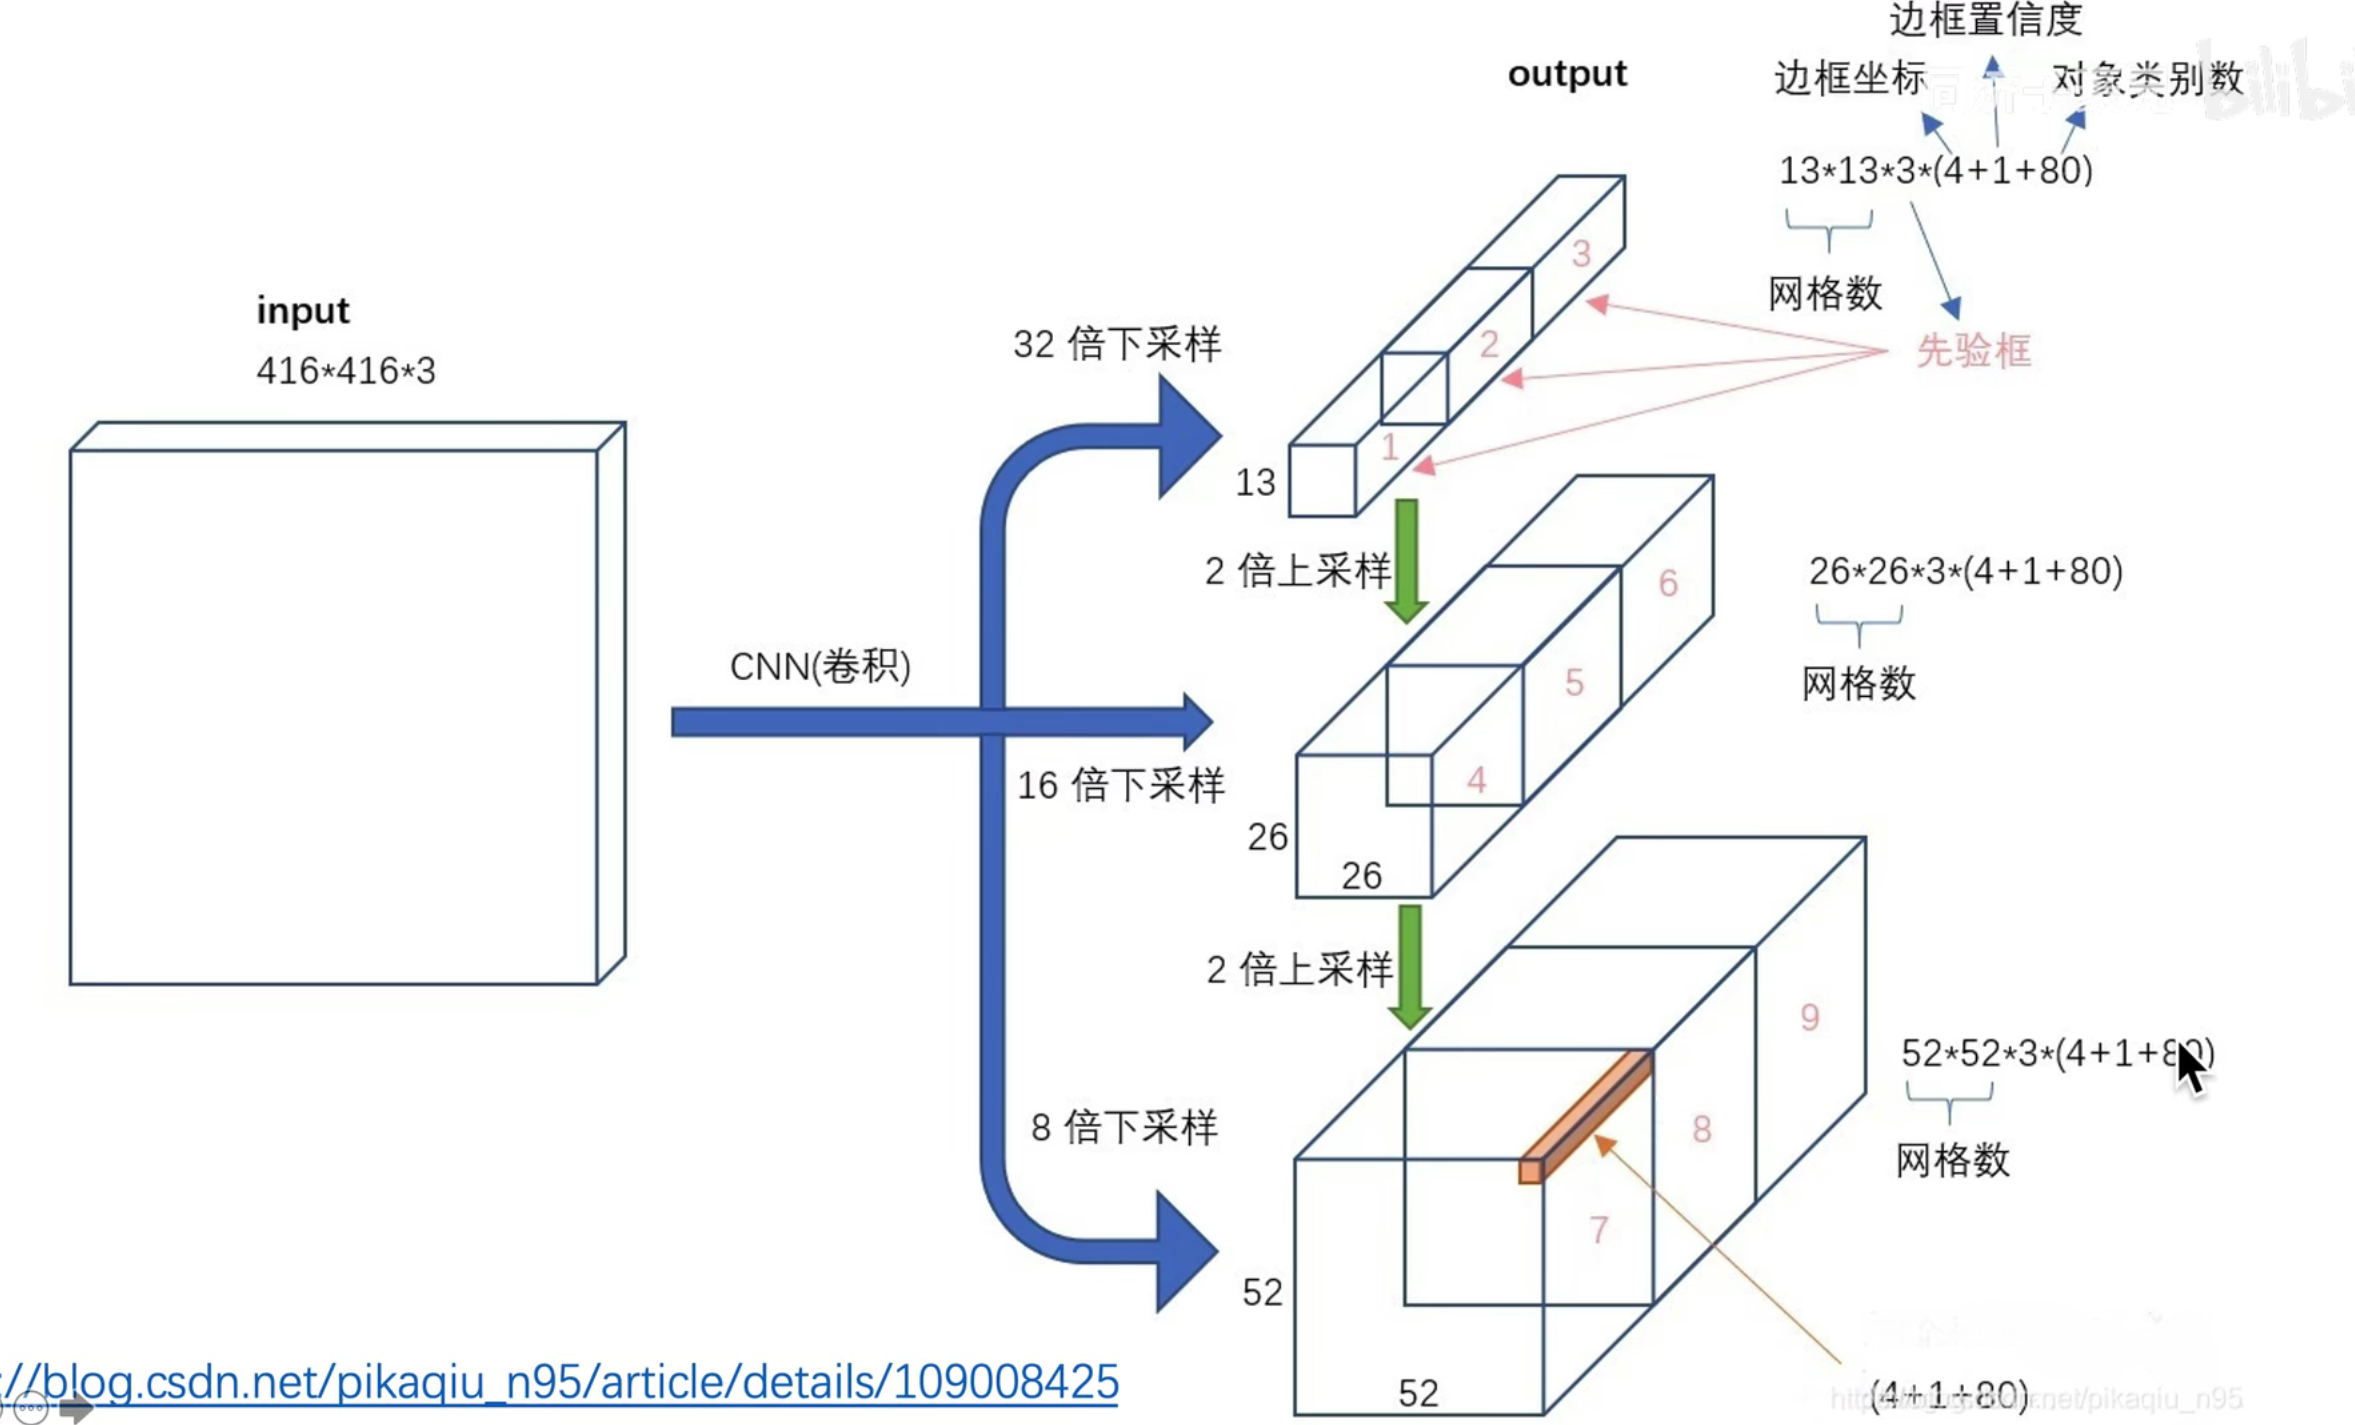 input
416*416*3
CNN(卷积)
32 倍下采样
16 倍下采样
8 倍下采样
output
边框置信度
边框坐标
对象类别数
bilibi
13*13*3*(4+1+80)
网格数
先验框
3
2
1
13
2 倍上采样
26*26*3*(4+1+80)
网格数
6
5
4
26
26
2 倍上采样
52*52*3*(4+1+80)
网格数
9
8
7
52
52
(4+1+80)
://blog.csdn.net/pikaqiu_n95/article/details/109008425